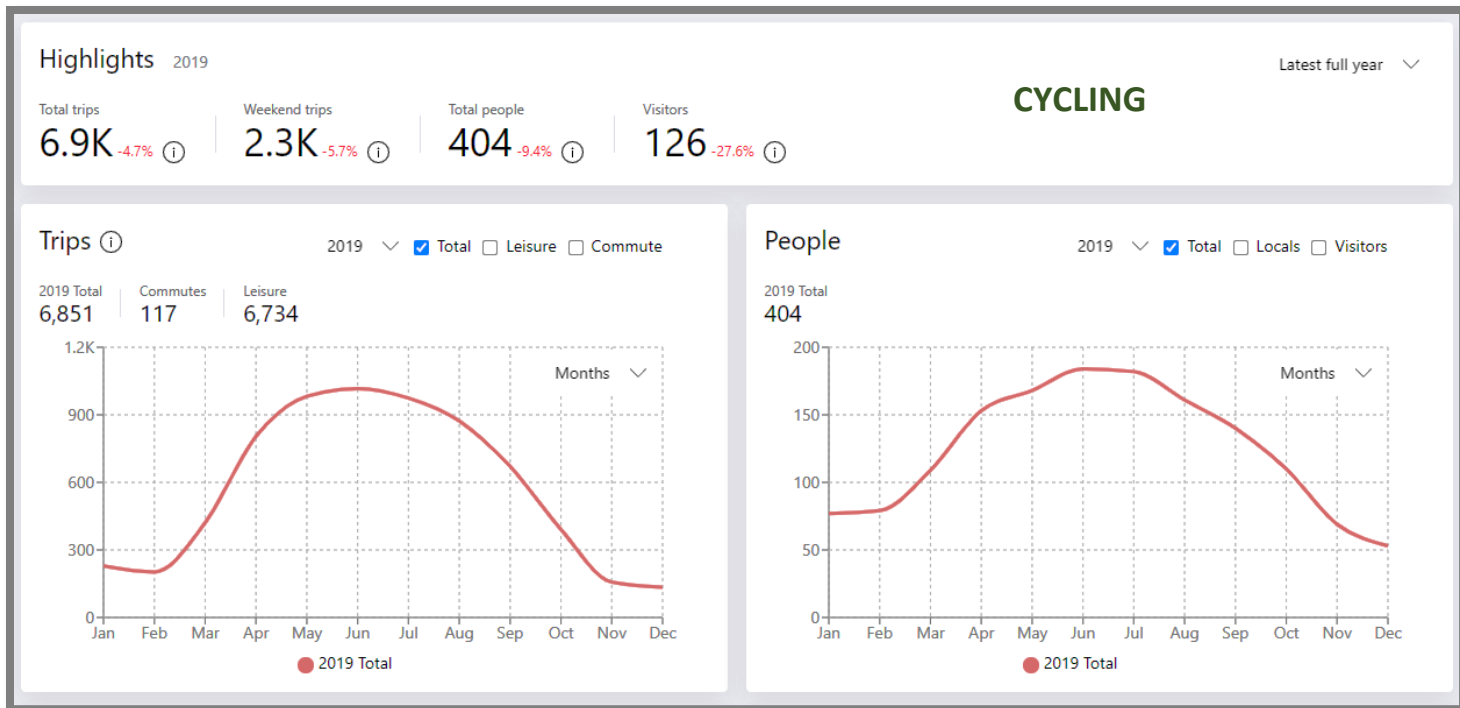 Highlights 2019
Latest full year
CYCLING
Total trips Weekend trips Total people Visitors
6.9K -4.7% 2.3K -5.7% 404 -9.4% 126 -27.6%
Trips
2019 Total Leisure Commute
2019 Total Commutes Leisure
6,851 117 6,734
Months
1.2K
900
600
300
0
Jan Feb Mar Apr May Jun Jul Aug Sep Oct Nov Dec
2019 Total
People
2019 Total Locals Visitors
2019 Total
404
Months
200
150
100
50
0
Jan Feb Mar Apr May Jun Jul Aug Sep Oct Nov Dec
2019 Total